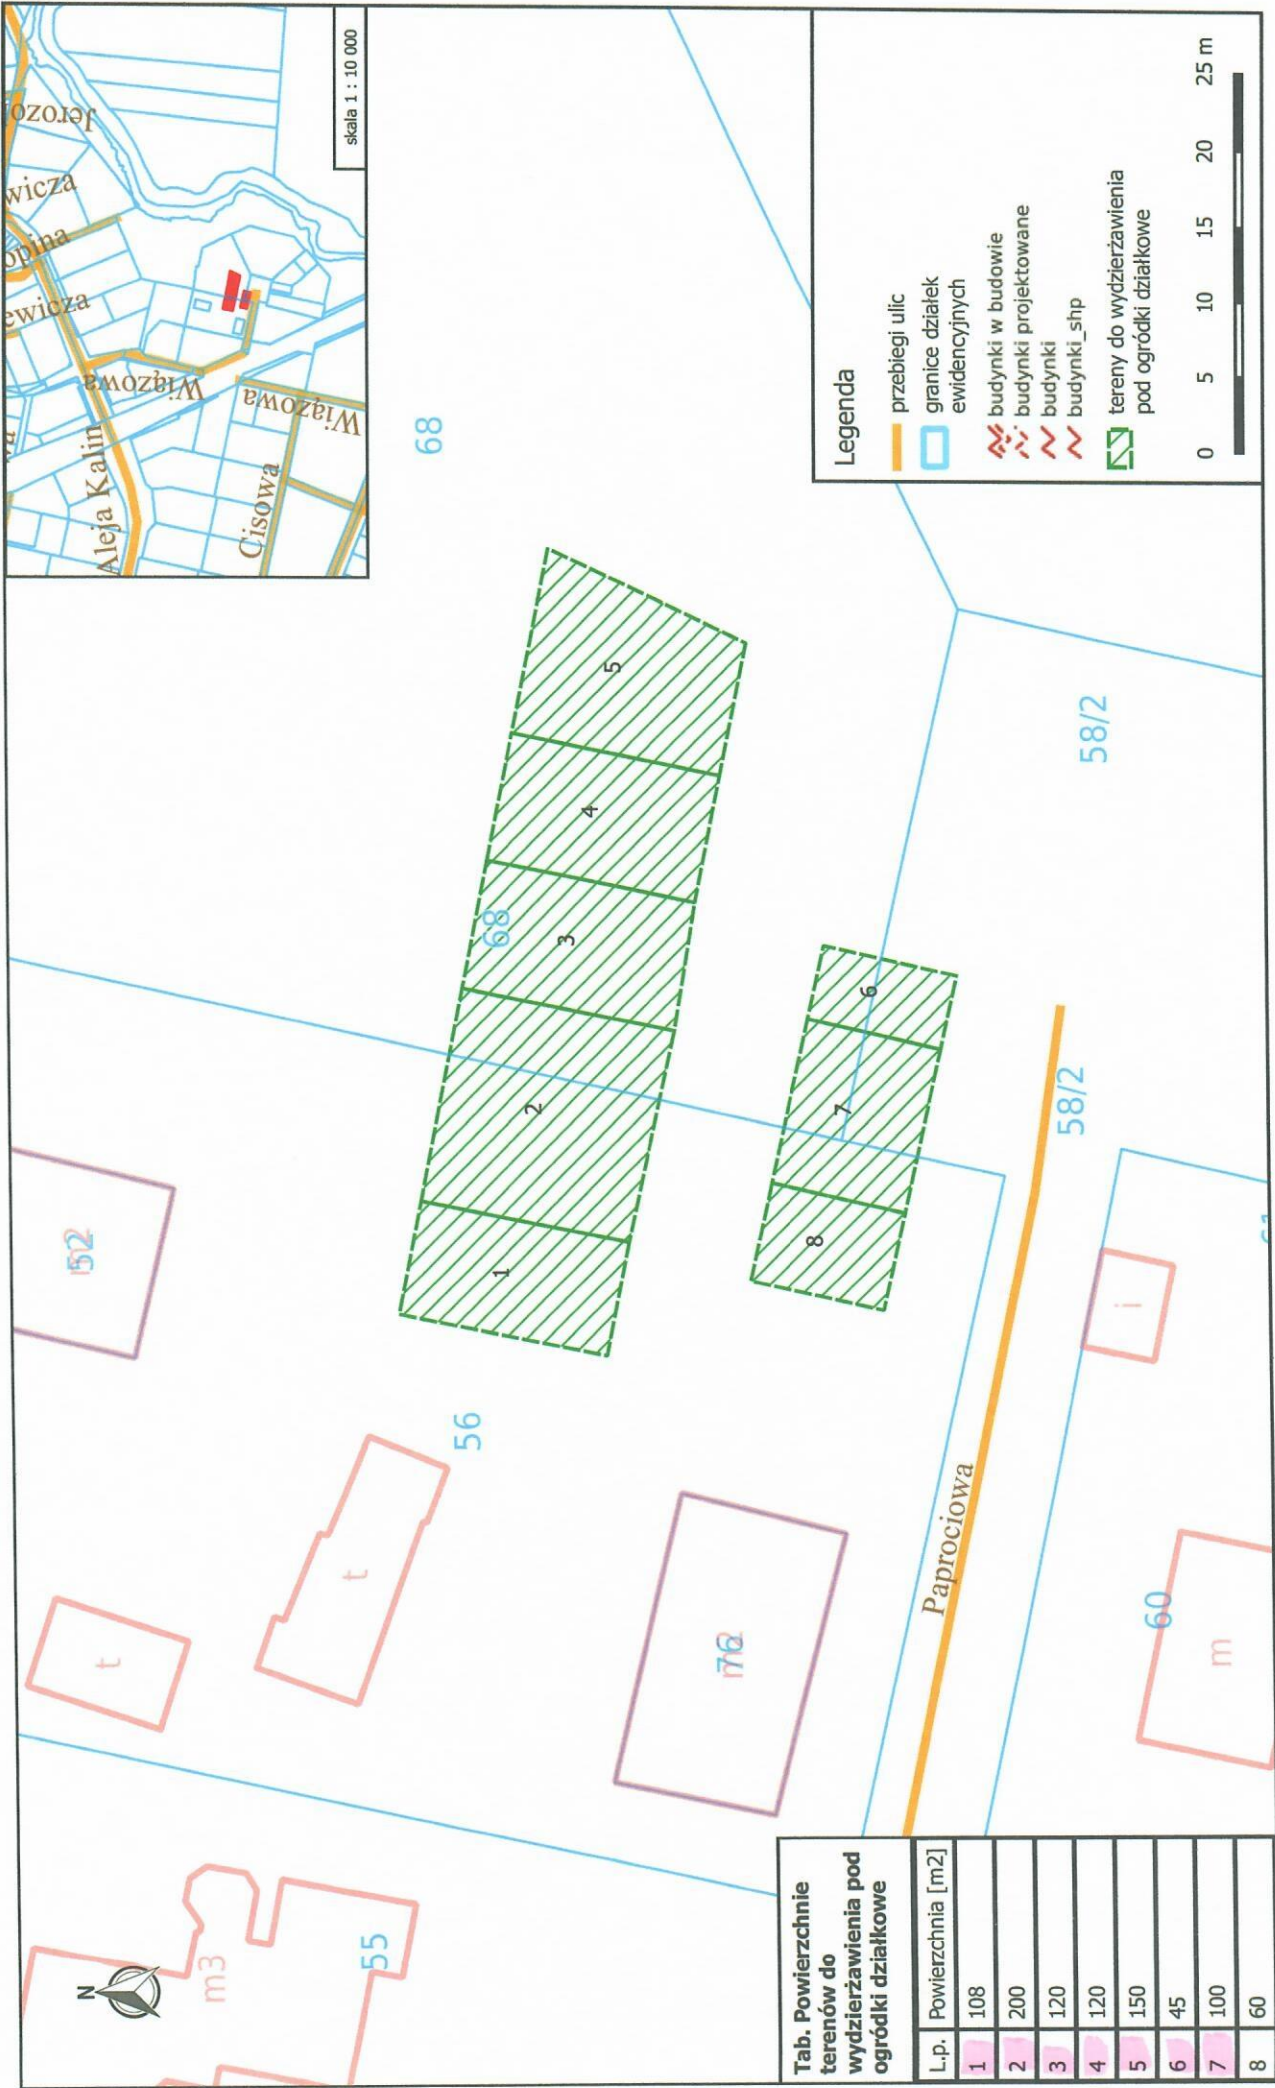 N
m3
55
t
t
56
m2
52
m2
76
Paprociowa
60
m
i
58/2
58/2
68
68
1
2
3
4
5
6
7
8
Aleja Kalin
Cisowa
Wiązowa
Wiązowa
ewicza
opina
wicza
Jerozol
skala 1 : 10 000
Legenda
przebiegi ulic
granice działek
ewidencyjnych
budynki w budowie
budynki projektowane
budynki
budynki_shp
tereny do wydzierżawienia
pod ogródki działkowe
0 5 10 15 20 25 m
Tab. Powierzchnie
terenów do
wydzierżawienia pod
ogródki działkowe
L.p. Powierzchnia [m2]
1 108
2 200
3 120
4 120
5 150
6 45
7 100
8 60